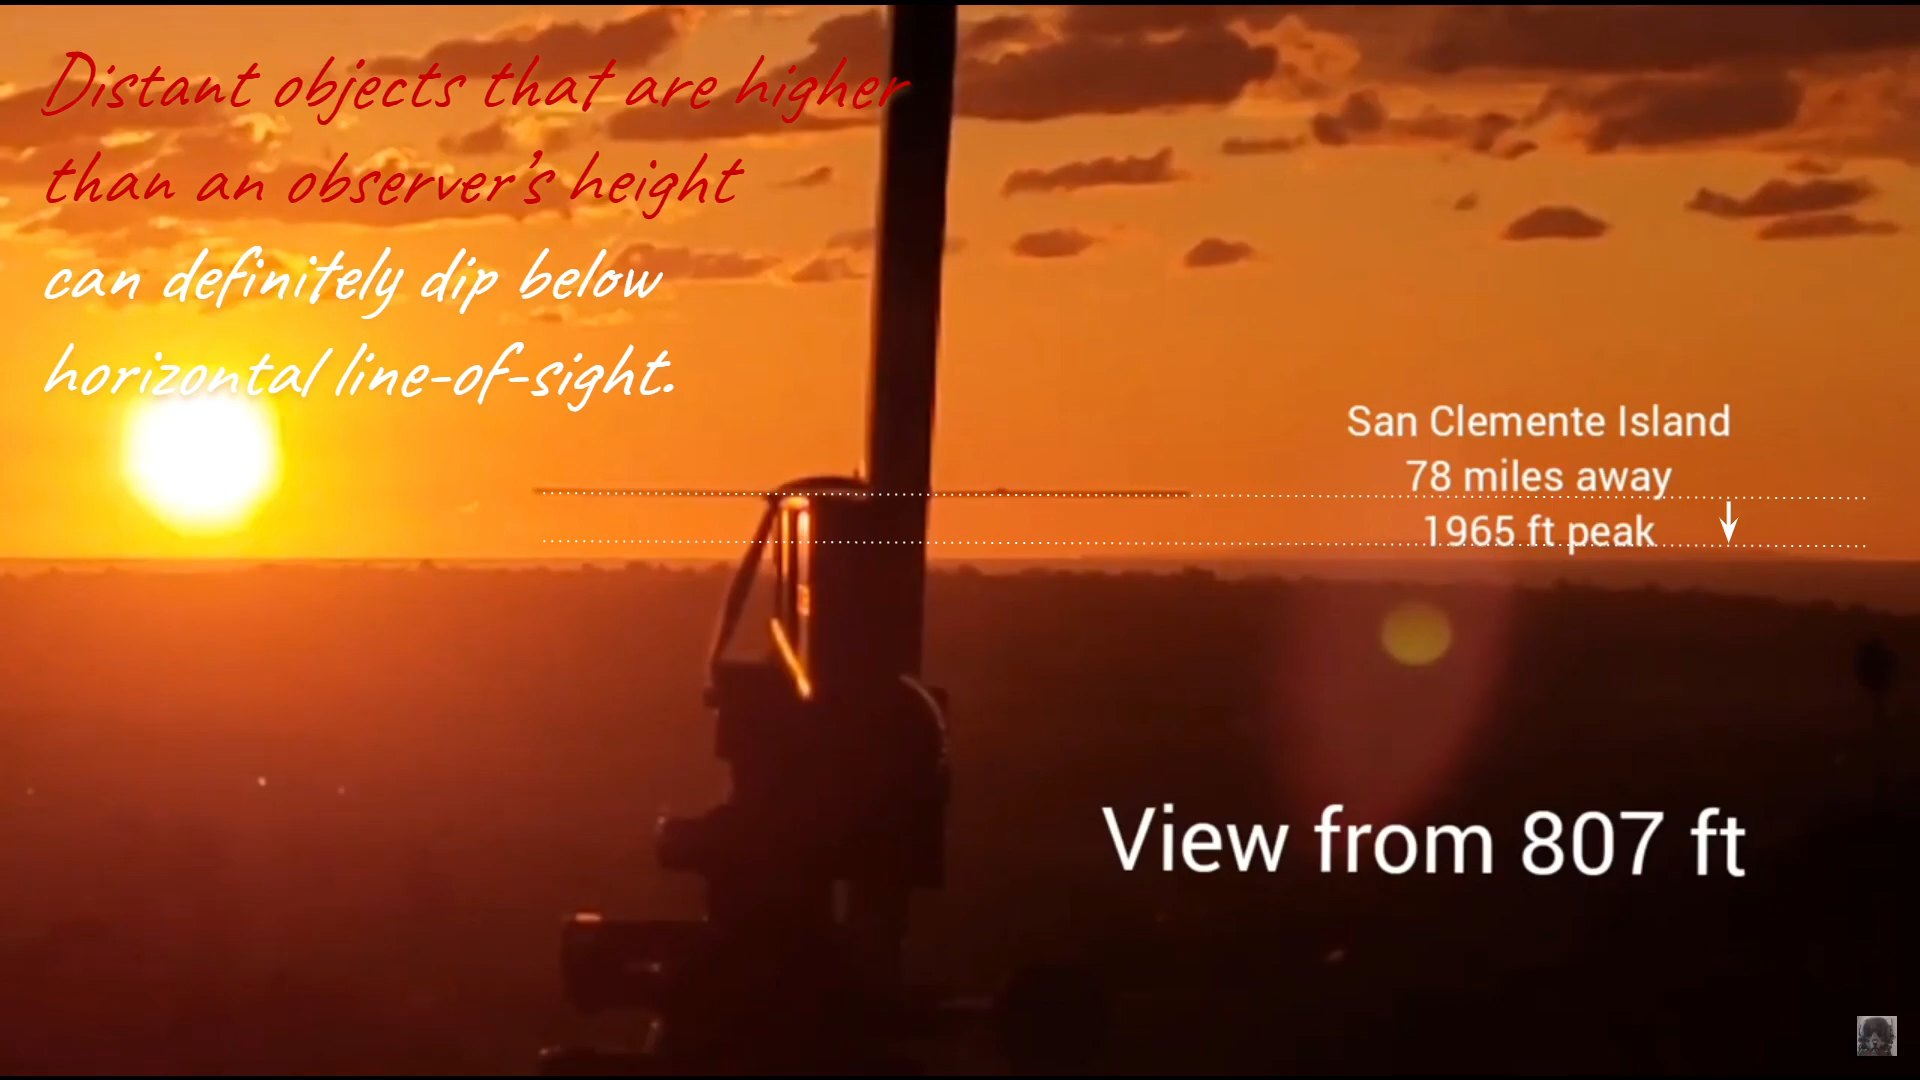 Distant objects that are higher
than an observer's height
can definitely dip below
horizontal line-of-sight.
San Clemente Island
78 miles away
1965 ft peak
View from 807 ft